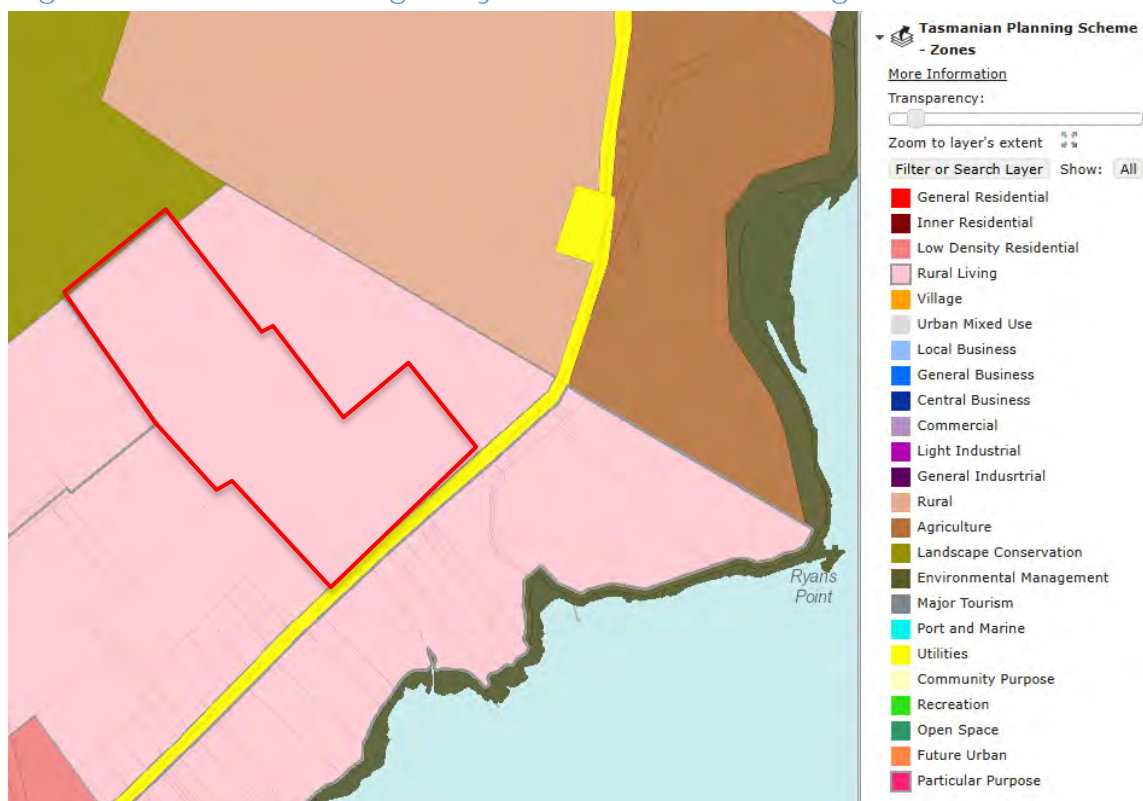 Ryans
Point
Tasmanian Planning Scheme
- Zones
More Information
Transparency:
Zoom to layer's extent
Filter or Search Layer Show: All
General Residential
Inner Residential
Low Density Residential
Rural Living
Village
Urban Mixed Use
Local Business
General Business
Central Business
Commercial
Light Industrial
General Indusrtrial
Rural
Agriculture
Landscape Conservation
Environmental Management
Major Tourism
Port and Marine
Utilities
Community Purpose
Recreation
Open Space
Future Urban
Particular Purpose